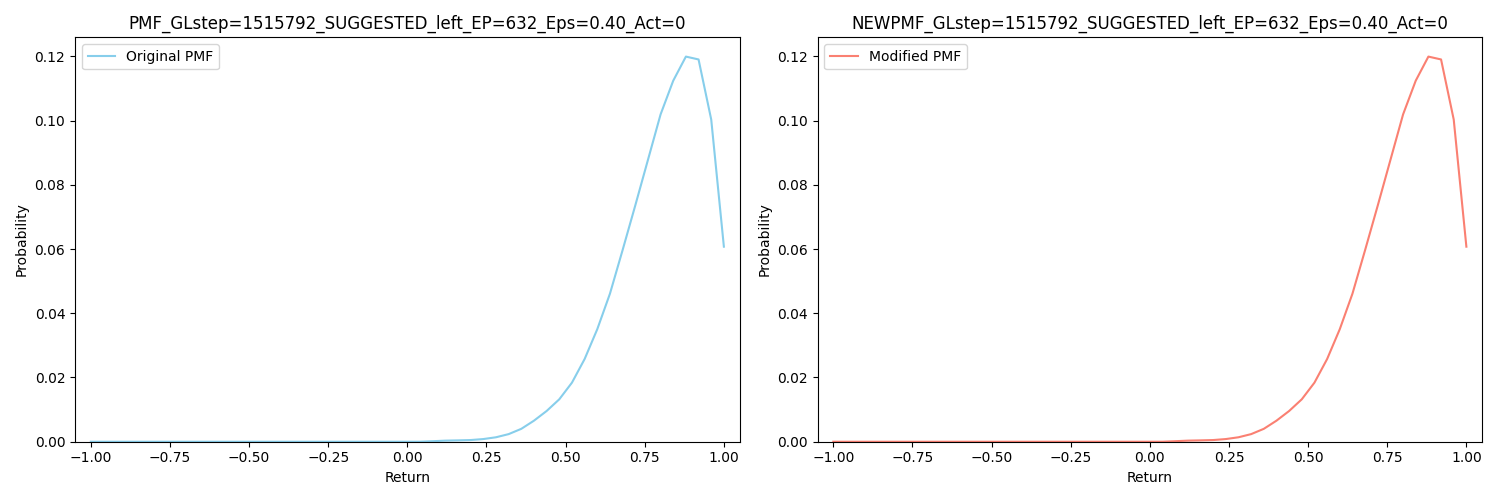 PMF_GLstep=1515792_SUGGESTED_left_EP=632_Eps=0.40_Act=0
Original PMF
Probability
0.12
0.10
0.08
0.06
0.04
0.02
0.00
−1.00 −0.75 −0.50 −0.25 0.00 0.25 0.50 0.75 1.00
Return
NEWPMF_GLstep=1515792_SUGGESTED_left_EP=632_Eps=0.40_Act=0
Modified PMF
Probability
0.12
0.10
0.08
0.06
0.04
0.02
0.00
−1.00 −0.75 −0.50 −0.25 0.00 0.25 0.50 0.75 1.00
Return